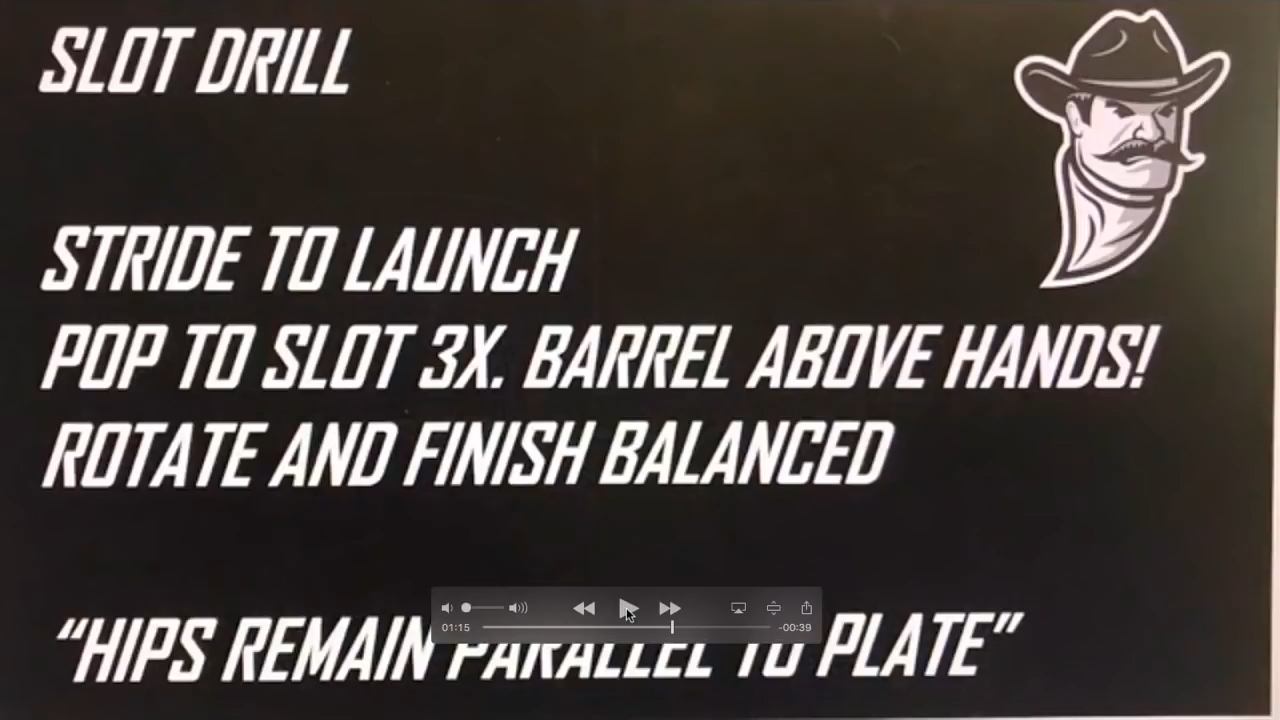 SLOT DRILL
STRIDE TO LAUNCH
POP TO SLOT 3X. BARREL ABOVE HANDS!
ROTATE AND FINISH BALANCED
01:15
-00:39
“HIPS REMAIN PARALLEL TO PLATE”